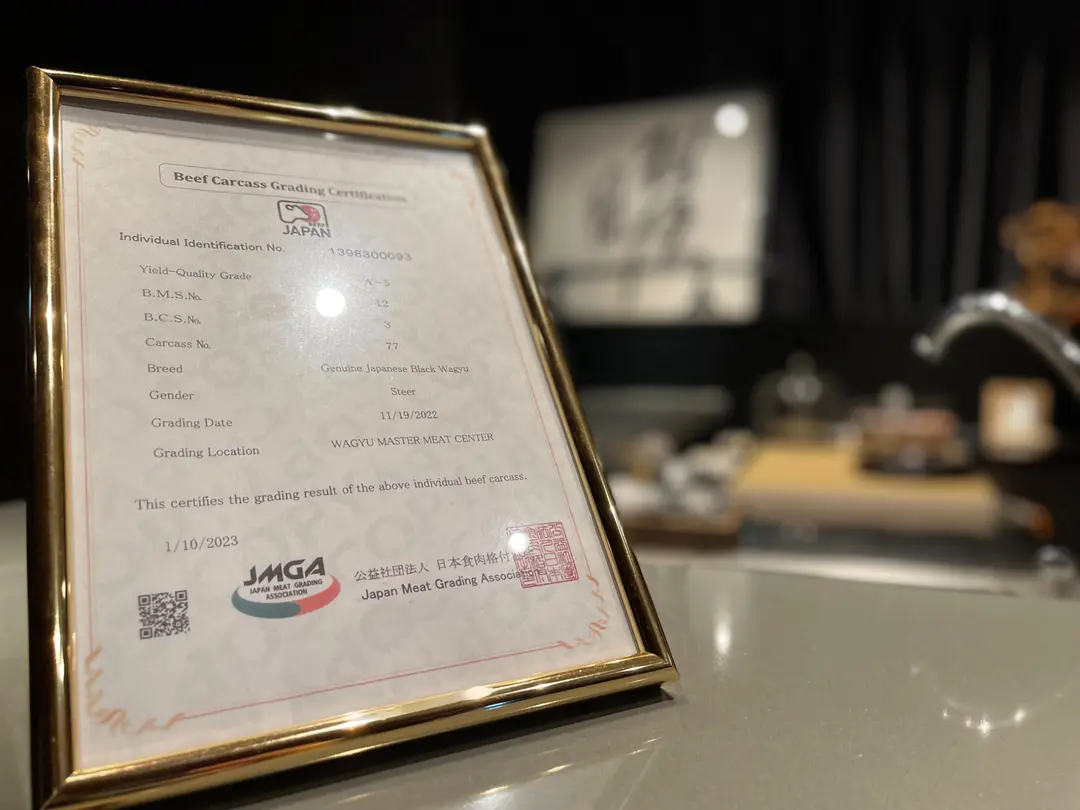 Beef Carcass Grading Certification
JAPAN
Individual Identification No. 1398300093
Yield-Quality Grade A-5
B.M.S.No. 12
B.C.S.No. 3
Carcass No. 77
Breed Genuine Japanese Black Wagyu
Gender Steer
Grading Date 11/19/2022
Grading Location WAGYU MASTER MEAT CENTER
This certifies the grading result of the above individual beef carcass.
1/10/2023
JMGA
JAPAN MEAT GRADING
ASSOCIATION
公益社団法人 日本食肉格付
Japan Meat Grading Association